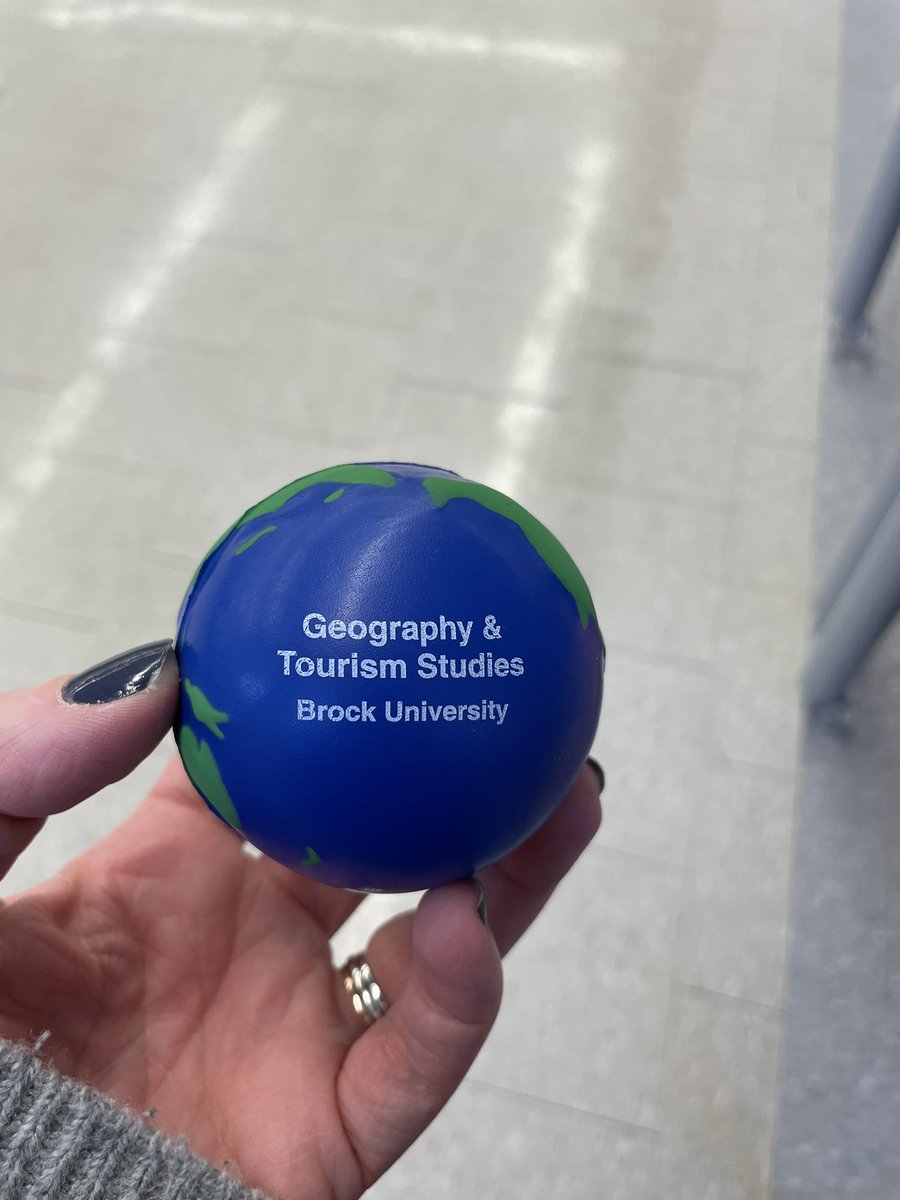 Geography &
Tourism Studies
Brock University